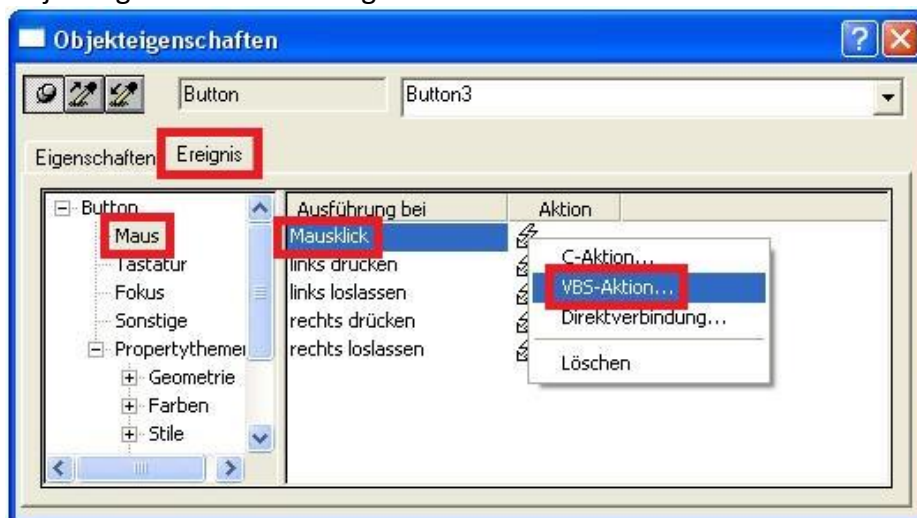 Objekteigenschaften
Button Button3
Eigenschaften Ereignis
Button
Maus
Tastatur
Fokus
Sonstige
Geometrie
Farben
Stile
Ausführung bei Aktion
Mausklick
links drücken
links loslassen
rechts drücken
rechts loslassen
C-Aktion...
VBS-Aktion...
Direktverbindung...
Löschen